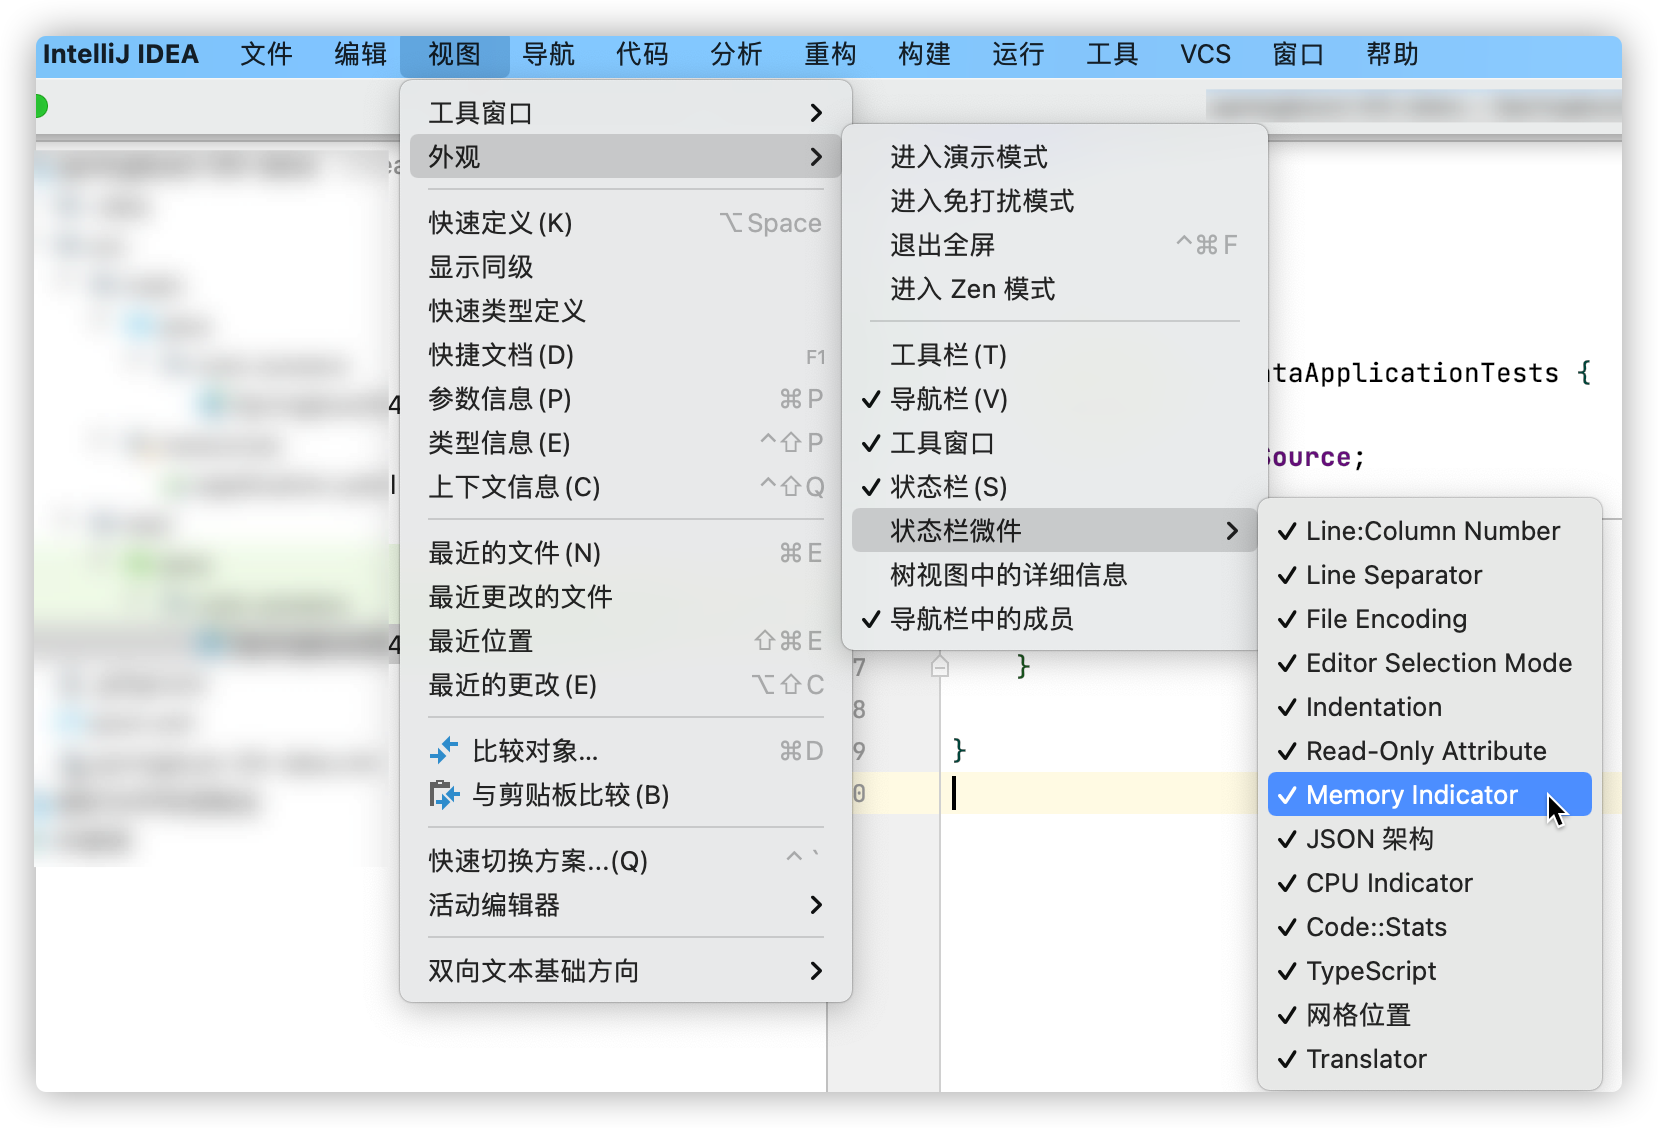 IntelliJ IDEA 文件 编辑 视图 导航 代码 分析 重构 构建 运行 工具 VCS 窗口 帮助
工具窗口
外观
快速定义(K) ⌥Space
显示同级
快速类型定义
快捷文档(D) F1
参数信息(P) ⌘P
类型信息(E) ^⇧P
上下文信息(C) ^⇧Q
最近的文件(N) ⌘E
最近更改的文件
最近位置 ⇧⌘E
最近的更改(E) ⌥⇧C
比较对象... ⌘D
与剪贴板比较(B)
快速切换方案...(Q) ^`
活动编辑器
双向文本基础方向
进入演示模式
进入免打扰模式
退出全屏 ^⌘F
进入 Zen 模式
工具栏(T)
✓ 导航栏(V)
✓ 工具窗口
✓ 状态栏(S)
状态栏微件
树视图中的详细信息
✓ 导航栏中的成员
✓ Line:Column Number
✓ Line Separator
✓ File Encoding
✓ Editor Selection Mode
✓ Indentation
✓ Read-Only Attribute
✓ Memory Indicator
✓ JSON 架构
✓ CPU Indicator
✓ Code::Stats
✓ TypeScript
✓ 网格位置
✓ Translator
taApplicationTests {
ource;
7 }
8
9 }
0